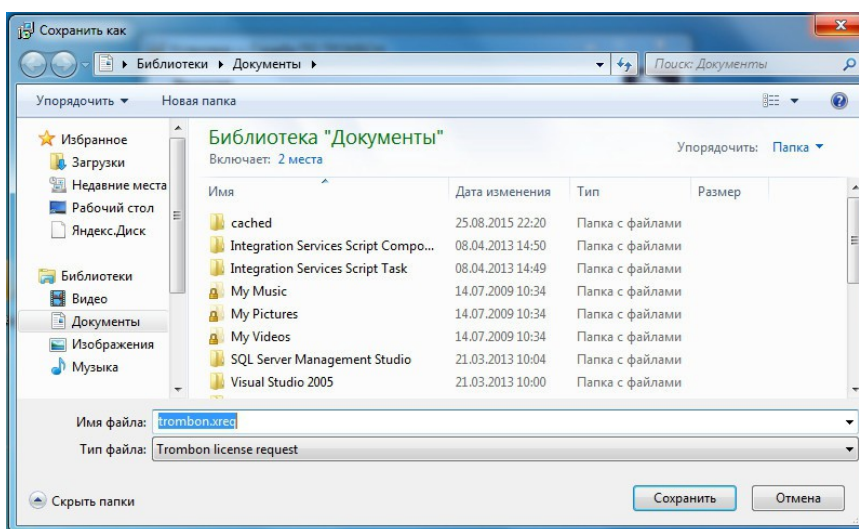 Сохранить как
Библиотеки Документы
Поиск: Документы
Упорядочить Новая папка
Избранное
Загрузки
Недавние места
Рабочий стол
Яндекс.Диск
Библиотеки
Видео
Документы
Изображения
Музыка
Библиотека "Документы"
Включает: 2 места
Упорядочить: Папка
Имя Дата изменения Тип Размер
cached 25.08.2015 22:20 Папка с файлами
Integration Services Script Compo... 08.04.2013 14:50 Папка с файлами
Integration Services Script Task 08.04.2013 14:49 Папка с файлами
My Music 14.07.2009 10:34 Папка с файлами
My Pictures 14.07.2009 10:34 Папка с файлами
My Videos 14.07.2009 10:34 Папка с файлами
SQL Server Management Studio 21.03.2013 10:04 Папка с файлами
Visual Studio 2005 21.03.2013 10:00 Папка с файлами
Имя файла: trombon.xreq
Тип файла: Trombon license request
Скрыть папки Сохранить Отмена